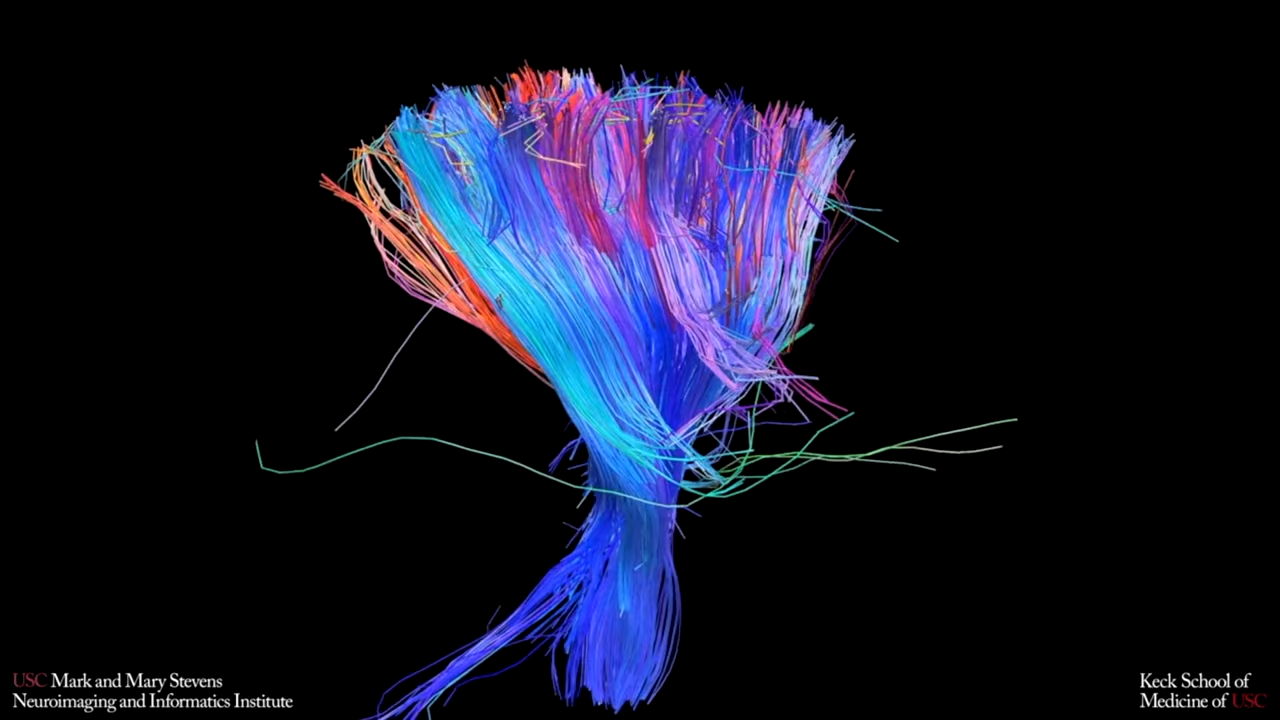 USC Mark and Mary Stevens
Neuroimaging and Informatics Institute
Keck School of
Medicine of USC